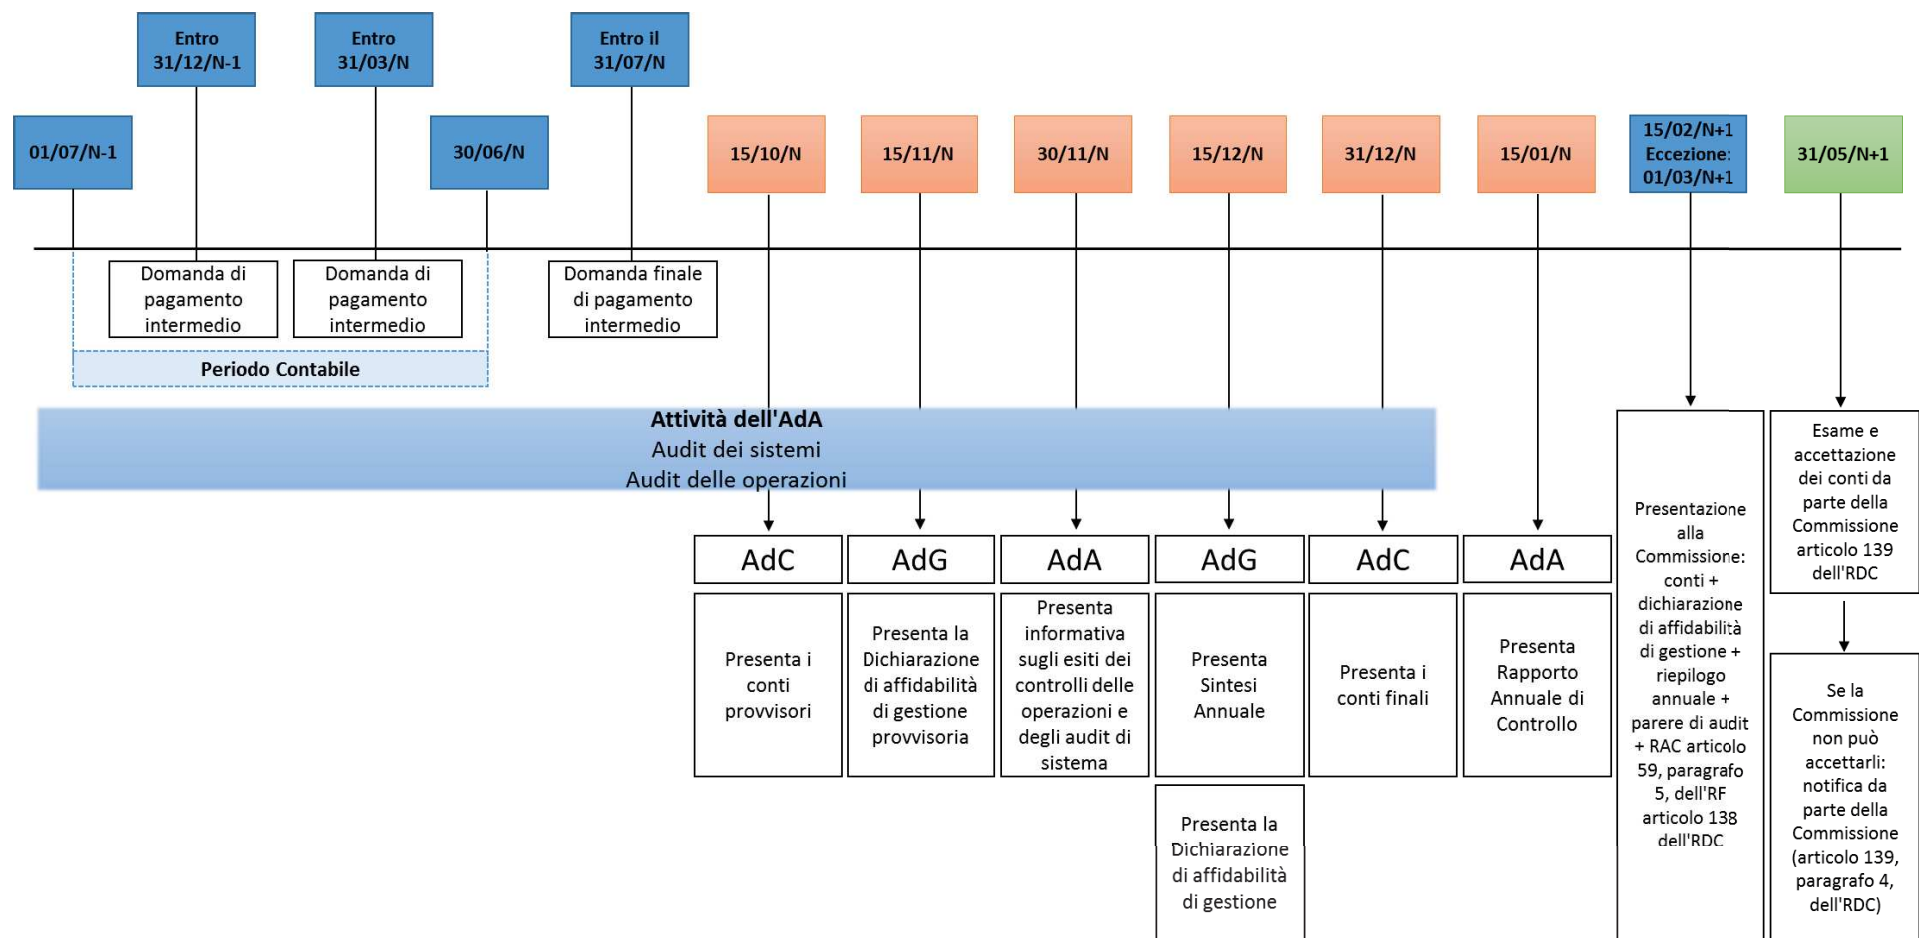 Entro
31/12/N-1
Entro
31/03/N
Entro il
31/07/N
01/07/N-1
30/06/N
15/10/N
15/11/N
30/11/N
15/12/N
31/12/N
15/01/N
15/02/N+1
Eccezione:
01/03/N+1
31/05/N+1
Domanda di
pagamento
intermedio
Domanda di
pagamento
intermedio
Domanda finale
di pagamento
intermedio
Periodo Contabile
Attività dell'AdA
Audit dei sistemi
Audit delle operazioni
AdC
Presenta i
conti
provvisori
AdG
Presenta la
Dichiarazione
di affidabilità
di gestione
provvisoria
AdA
Presenta
informativa
sugli esiti dei
controlli delle
operazioni e
degli audit di
sistema
AdG
Presenta
Sintesi
Annuale
Presenta la
Dichiarazione
di affidabilità
di gestione
AdC
Presenta i
conti finali
AdA
Presenta
Rapporto
Annuale di
Controllo
Presentazione
alla
Commissione:
conti +
dichiarazione
di affidabilità
di gestione +
riepilogo
annuale +
parere di audit
+ RAC articolo
59, paragrafo
5, dell'RF
articolo 138
dell'RDC
Esame e
accettazione
dei conti da
parte della
Commissione
articolo 139
dell'RDC
Se la
Commissione
non può
accettarli:
notifica da
parte della
Commissione
(articolo 139,
paragrafo 4,
dell'RDC)